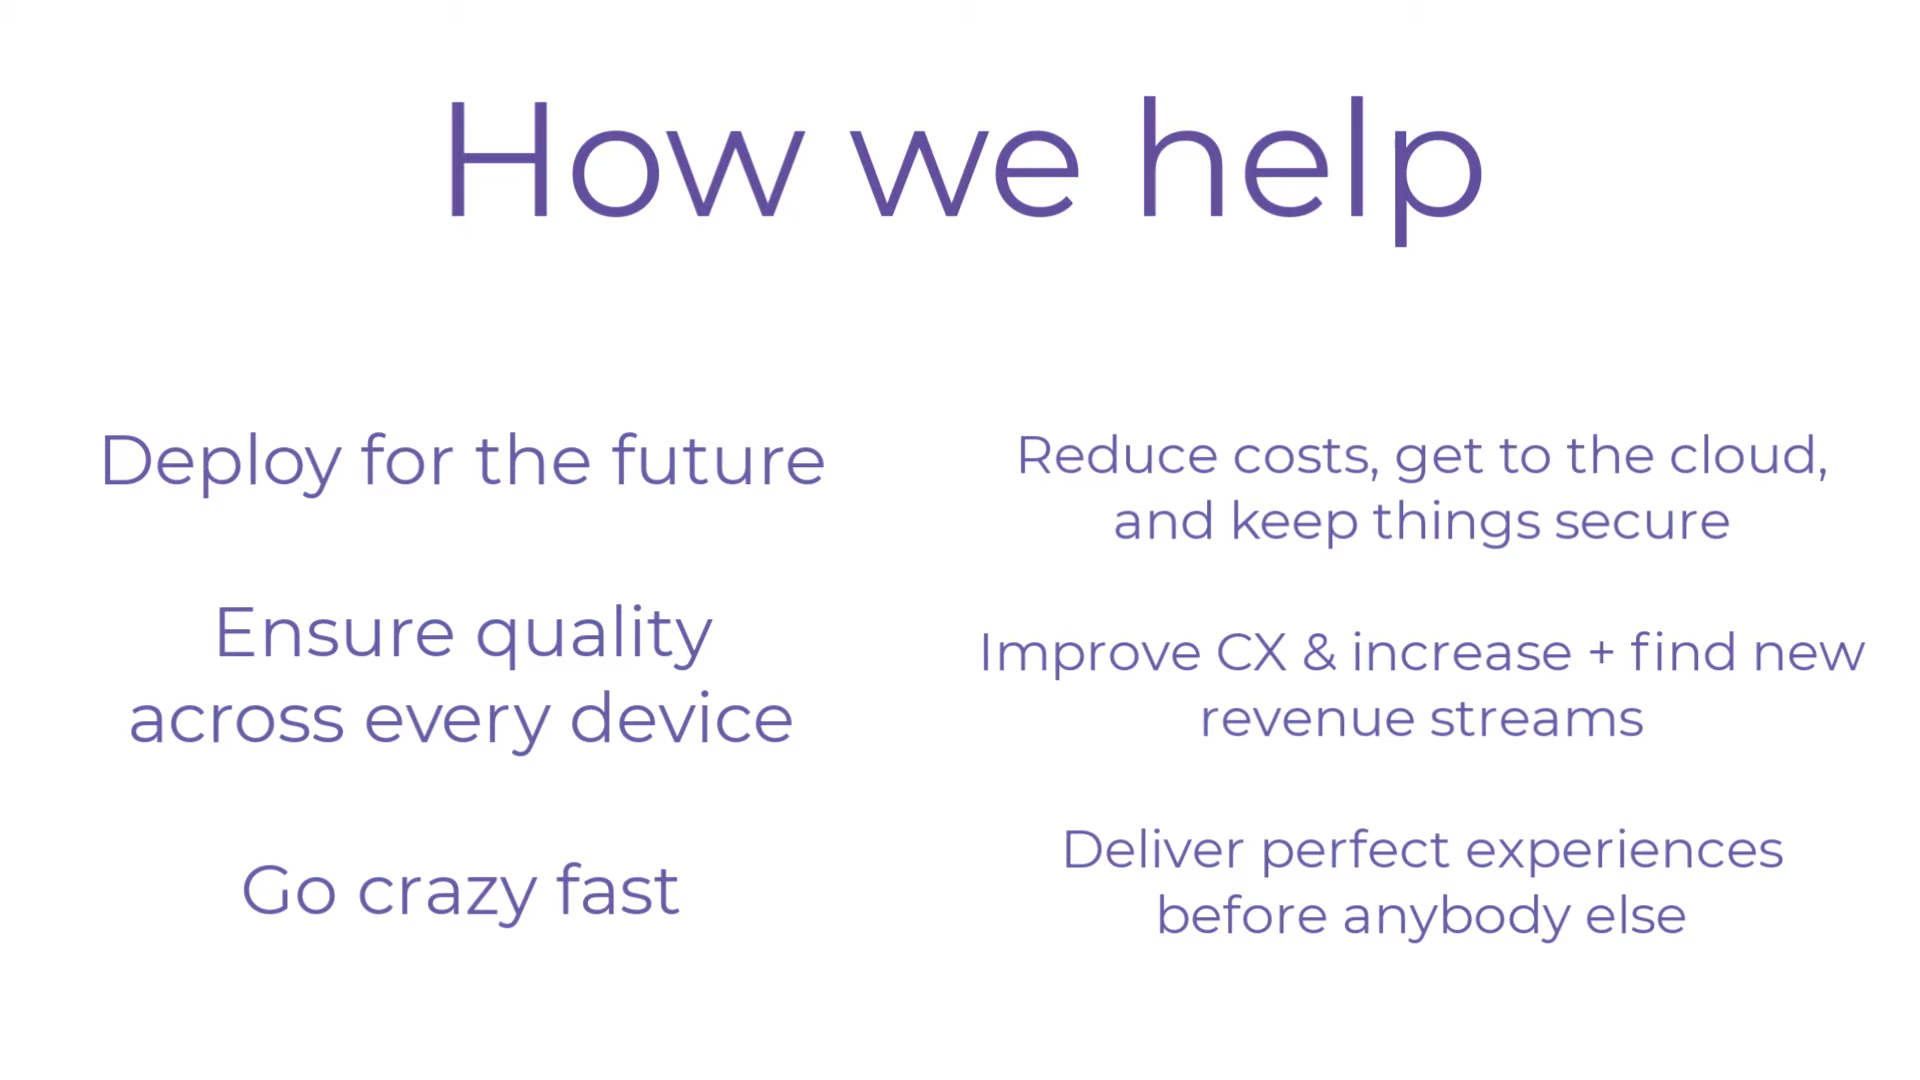 How we help
Deploy for the future
Ensure quality
across every device
Go crazy fast
Reduce costs, get to the cloud,
and keep things secure
Improve CX & increase + find new
revenue streams
Deliver perfect experiences
before anybody else